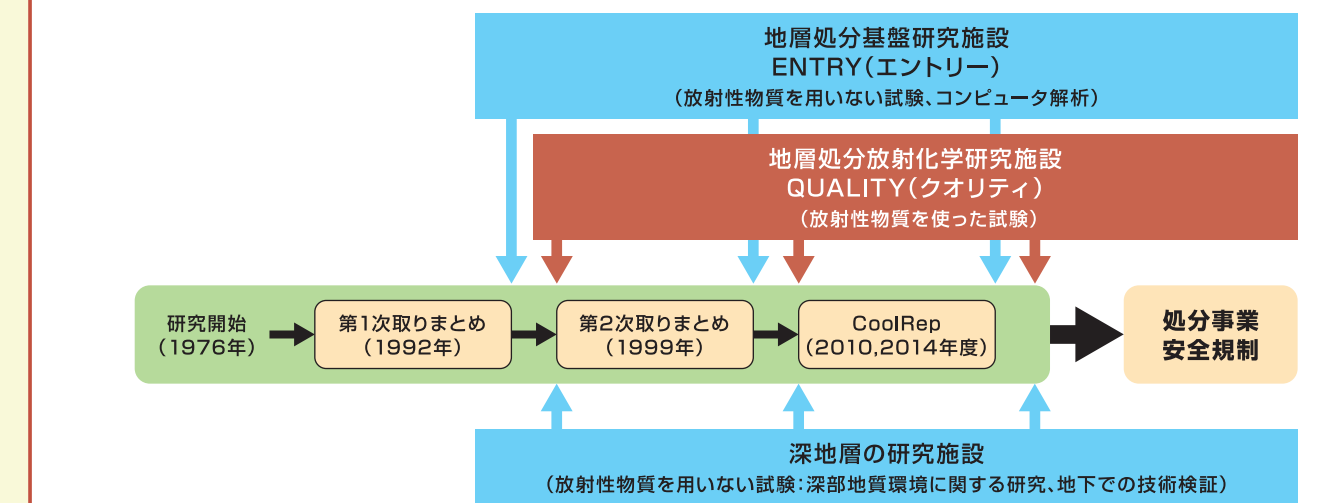 地層処分基盤研究施設
ENTRY（エントリー）
（放射性物質を用いない試験、コンピュータ解析）
地層処分放射化学研究施設
QUALITY（クオリティ）
（放射性物質を使った試験）
研究開始
（1976年）
第1次取りまとめ
（1992年）
第2次取りまとめ
（1999年）
CoolRep
（2010,2014年度）
処分事業
安全規制
深地層の研究施設
（放射性物質を用いない試験：深部地質環境に関する研究、地下での技術検証）